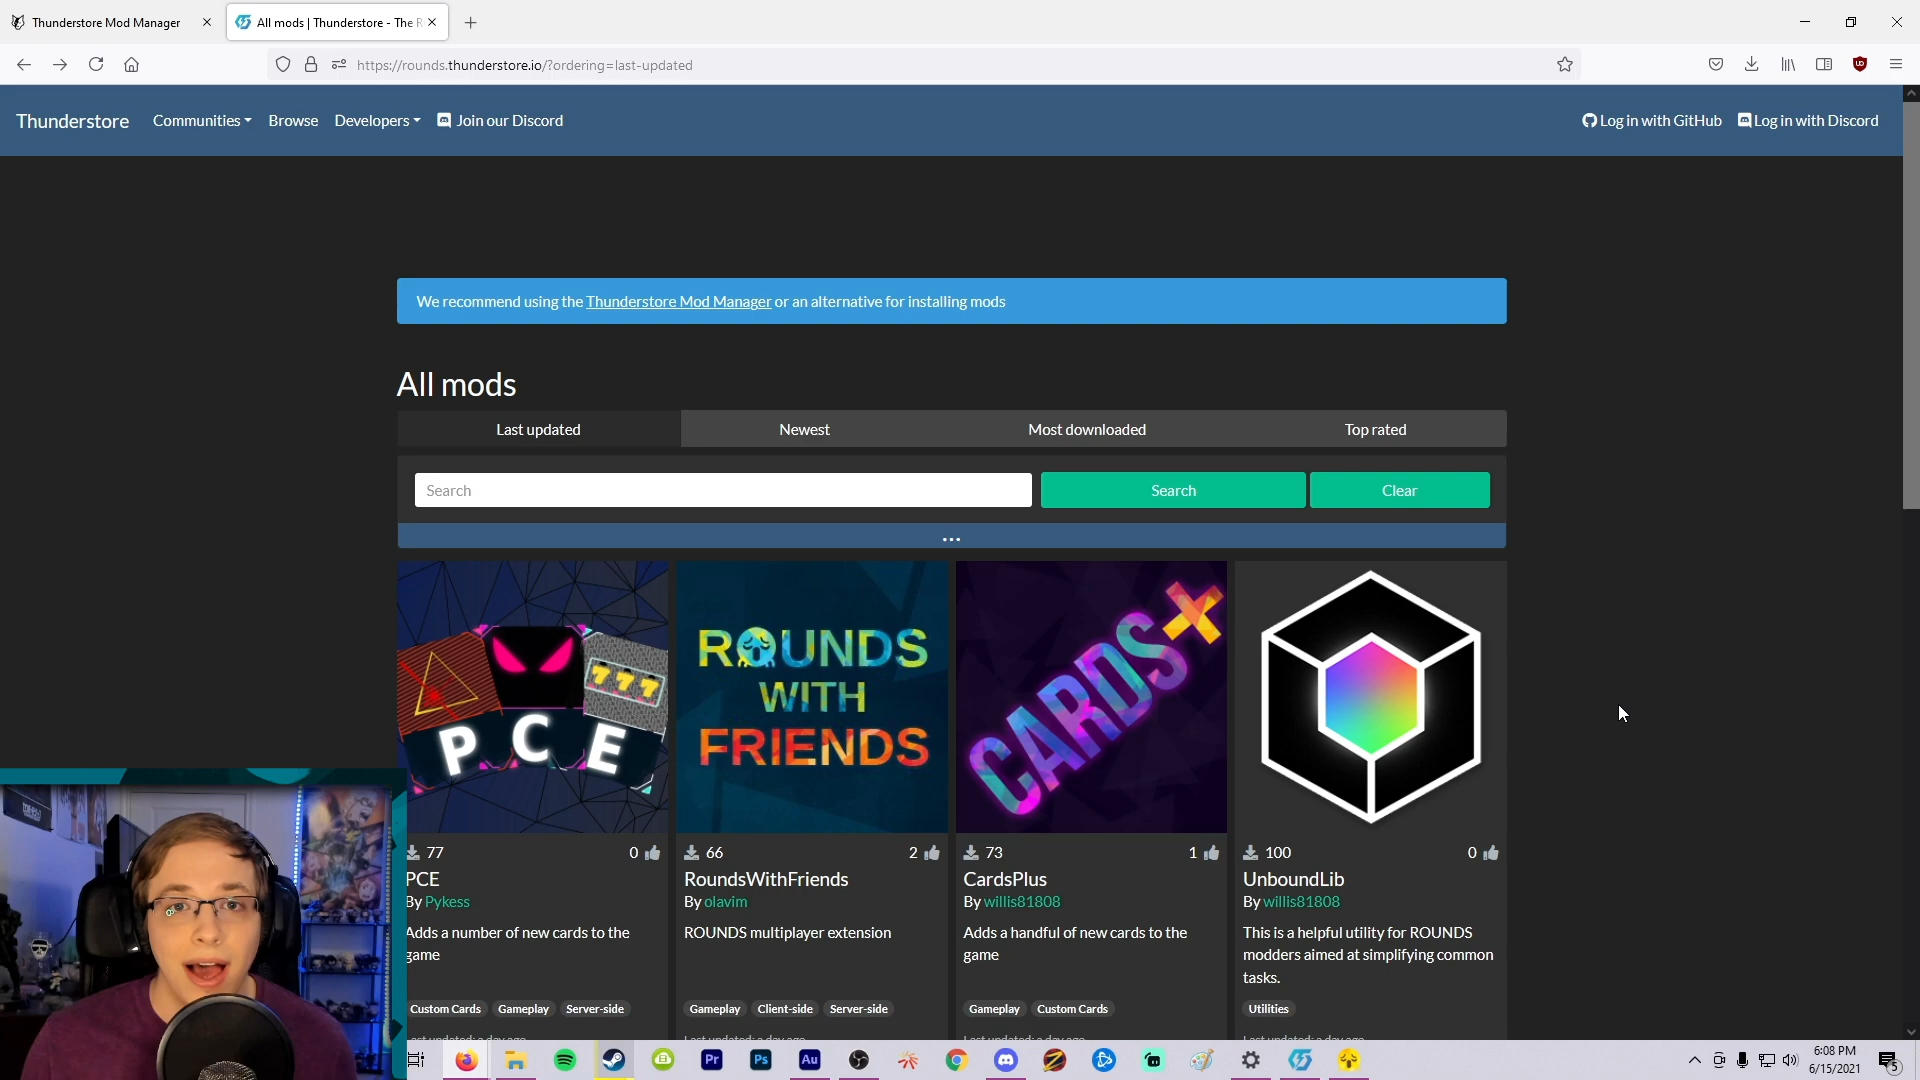 Thunderstore Mod Manager
All mods | Thunderstore - The R
https://rounds.thunderstore.io/?ordering=last-updated
Thunderstore
Communities
Browse
Developers
Join our Discord
Log in with GitHub
Log in with Discord
We recommend using the Thunderstore Mod Manager or an alternative for installing mods
All mods
Last updated
Newest
Most downloaded
Top rated
Search
Search
Clear
...
777
PCE
ROUNDS
WITH
FRIENDS
CARDS+
77
0
PCE
By Pykess
Adds a number of new cards to the
game
Custom Cards
Gameplay
Server-side
66
2
RoundsWithFriends
By olavim
ROUNDS multiplayer extension
Gameplay
Client-side
Server-side
73
1
CardsPlus
By willis81808
Adds a handful of new cards to the
game
Gameplay
Custom Cards
100
0
UnboundLib
By willis81808
This is a helpful utility for ROUNDS
modders aimed at simplifying common
tasks.
Utilities
Pr
Ps
Au
6:08 PM
6/15/2021
5